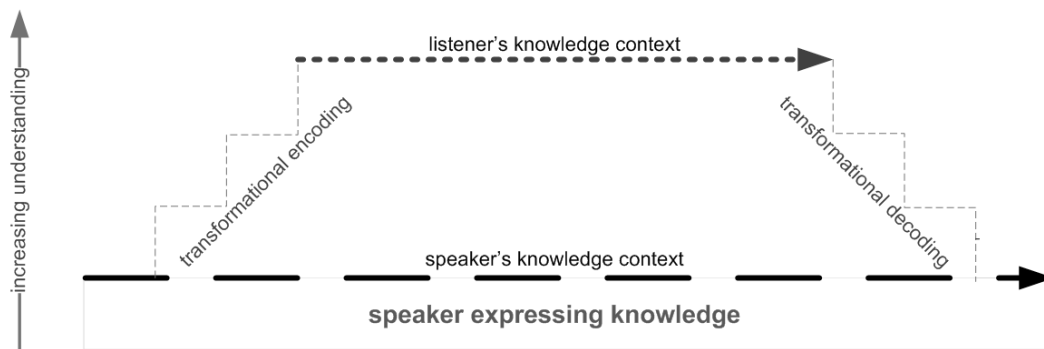 listener's knowledge context
increasing understanding
transformational encoding
transformational decoding
speaker's knowledge context
speaker expressing knowledge